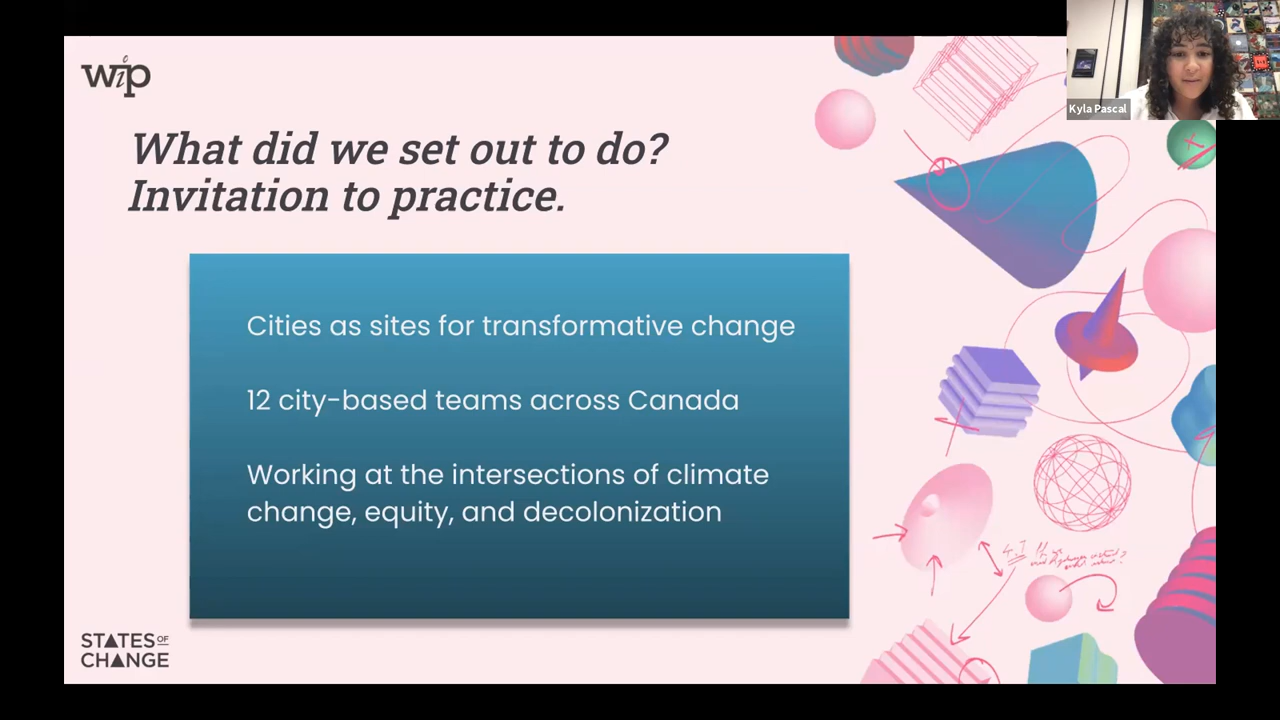 wip
Kyla Pascal
What did we set out to do?
Invitation to practice.
Cities as sites for transformative change
12 city-based teams across Canada
Working at the intersections of climate
change, equity, and decolonization
STATES OF
CHANGE